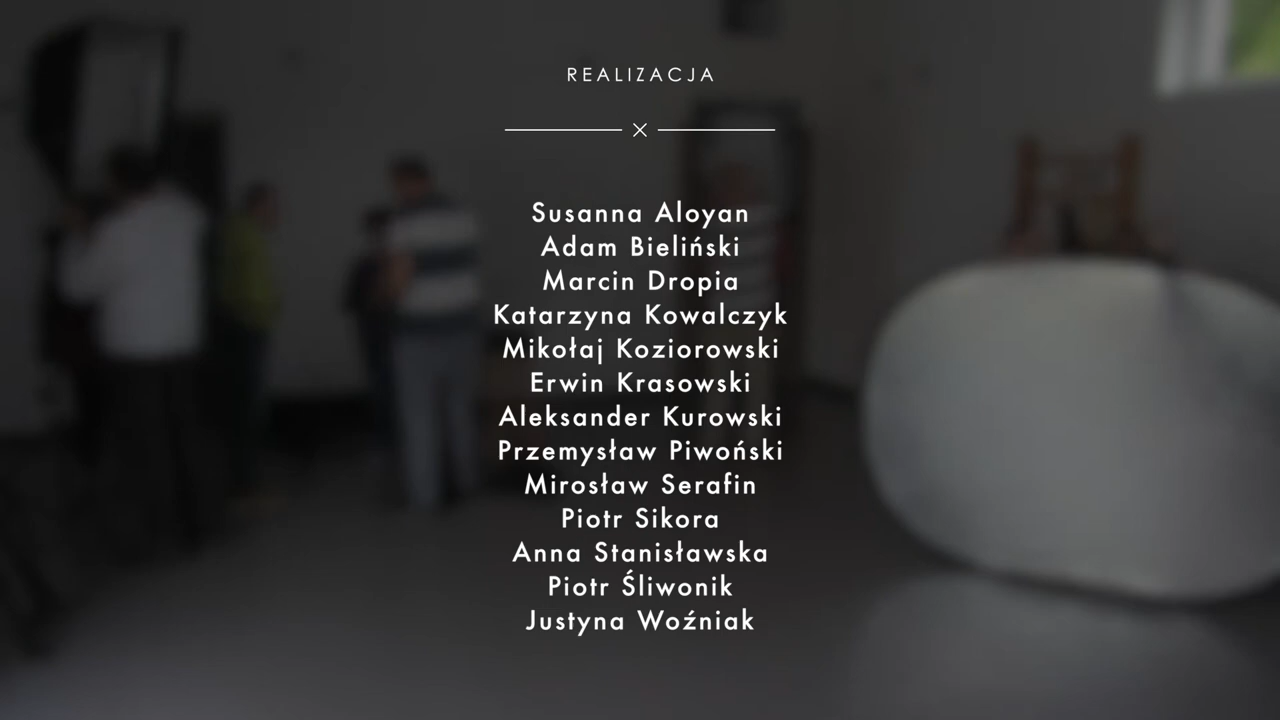 REALIZACJA
Susanna Aloyan
Adam Bieliński
Marcin Dropia
Katarzyna Kowalczyk
Mikołaj Koziorowski
Erwin Krasowski
Aleksander Kurowski
Przemysław Piwoński
Mirosław Serafin
Piotr Sikora
Anna Stanisławska
Piotr Śliwonik
Justyna Woźniak